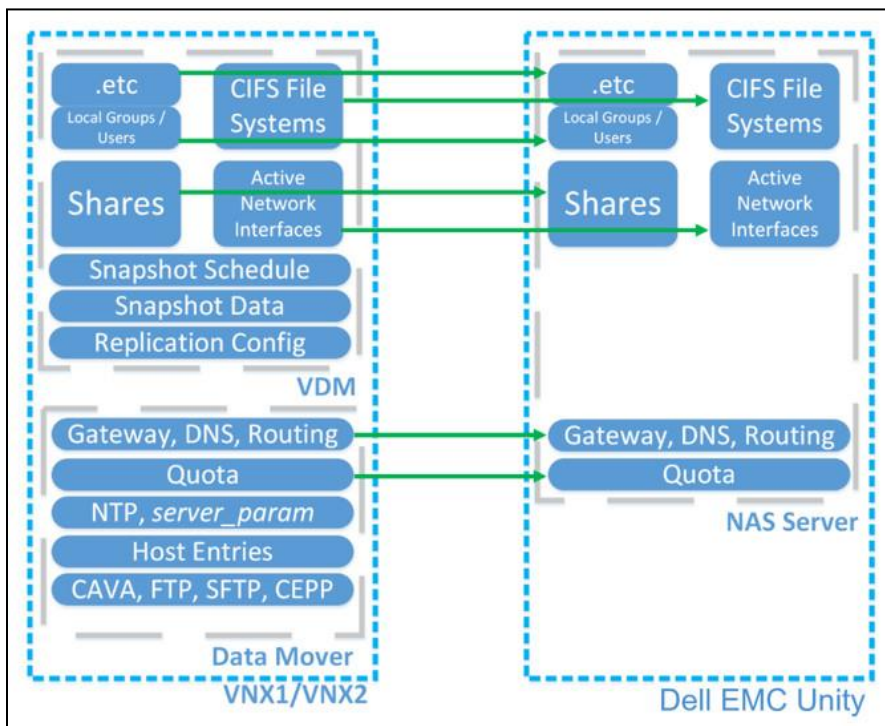 .etc
Local Groups /
Users
CIFS File
Systems
Shares
Active
Network
Interfaces
Snapshot Schedule
Snapshot Data
Replication Config
VDM
Gateway, DNS, Routing
Quota
NTP, server_param
Host Entries
CAVA, FTP, SFTP, CEPP
Data Mover
VNX1/VNX2
.etc
Local Groups /
Users
CIFS File
Systems
Shares
Active
Network
Interfaces
Gateway, DNS, Routing
Quota
NAS Server
Dell EMC Unity